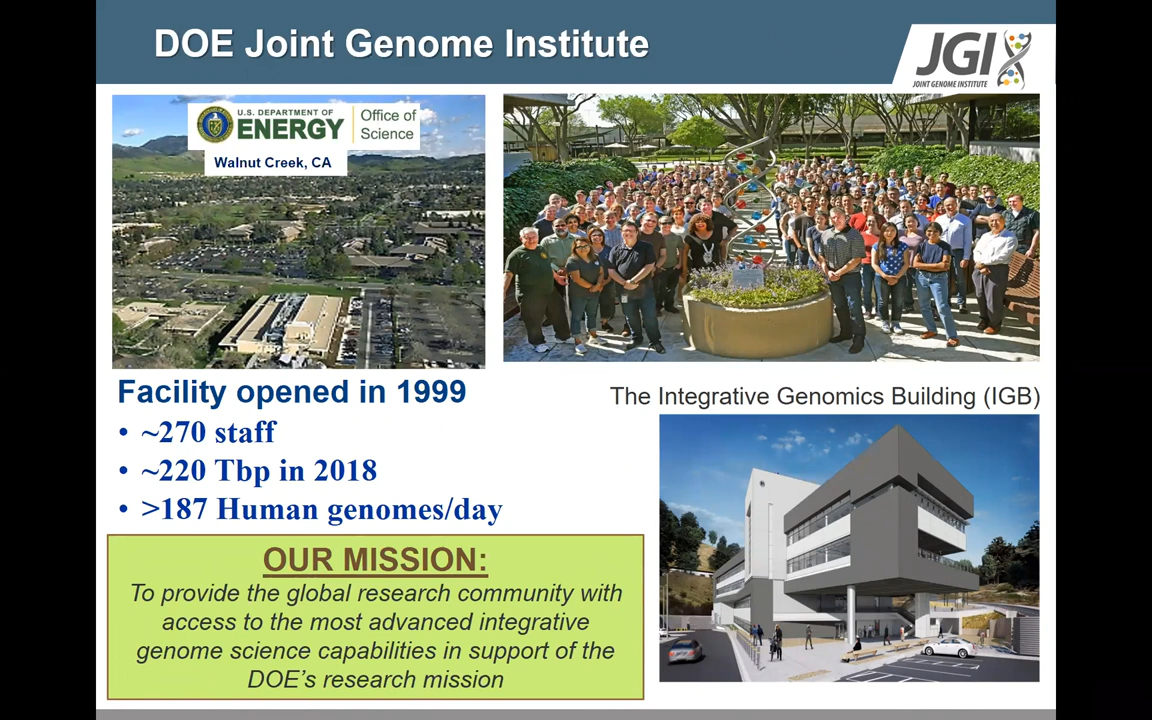 DOE Joint Genome Institute
JGI
JOINT GENOME INSTITUTE
U.S. DEPARTMENT OF
ENERGY
Office of
Science
Walnut Creek, CA
Facility opened in 1999
• ~270 staff
• ~220 Tbp in 2018
• >187 Human genomes/day
The Integrative Genomics Building (IGB)
OUR MISSION:
To provide the global research community with
access to the most advanced integrative
genome science capabilities in support of the
DOE's research mission